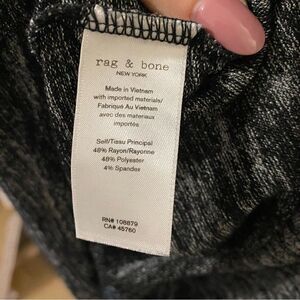 rag & bone
NEW YORK
Made in Vietnam
with imported materials/
Fabriqué Au Vietnam
avec des materiaux
importés
Self/Tissu Principal
48% Rayon/Rayonne
48% Polyester
4% Spandex
RN# 108879
CA# 45760